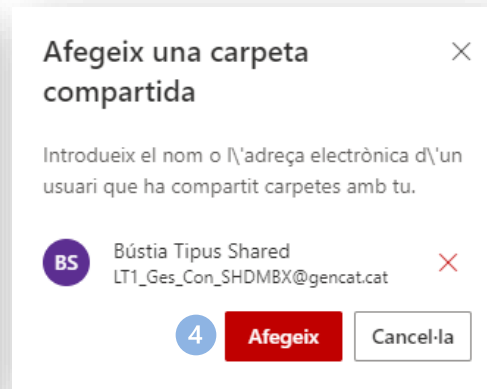 Afegeix una carpeta
compartida
Introdueix el nom o l\'adreça electrònica d\'un
usuari que ha compartit carpetes amb tu.
BS
Bústia Tipus Shared
LT1_Ges_Con_SHDMBX@gencat.cat
4
Afegeix
Cancel·la